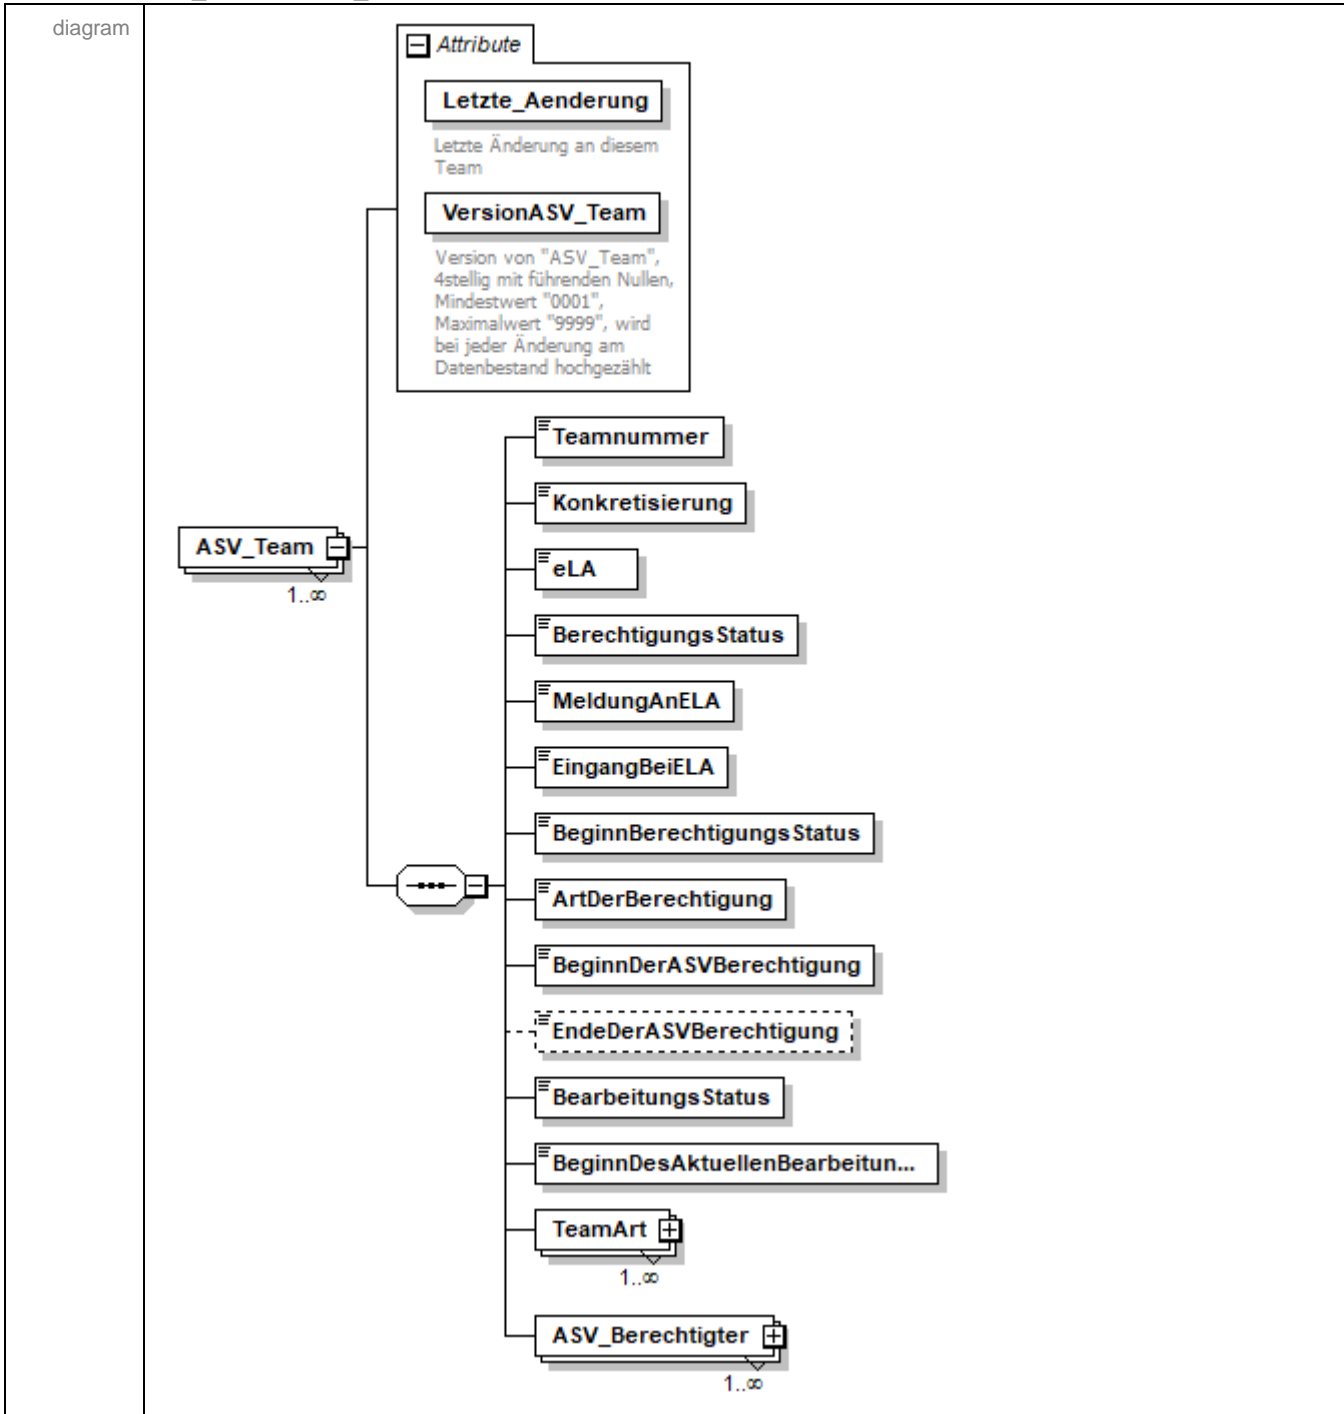 diagram
Attribute
Letzte_Aenderung
Letzte Änderung an diesem
Team
VersionASV_Team
Version von "ASV_Team",
4stellig mit führenden Nullen,
Mindestwert "0001",
Maximalwert "9999", wird
bei jeder Änderung am
Datenbestand hochgezählt
ASV_Team
1..∞
Teamnummer
Konkretisierung
eLA
BerechtigungsStatus
MeldungAnELA
EingangBeiELA
BeginnBerechtigungsStatus
ArtDerBerechtigung
BeginnDerASVBerechtigung
EndeDerASVBerechtigung
BearbeitungsStatus
BeginnDesAktuellenBearbeitun...
TeamArt
1..∞
ASV_Berechtigter
1..∞